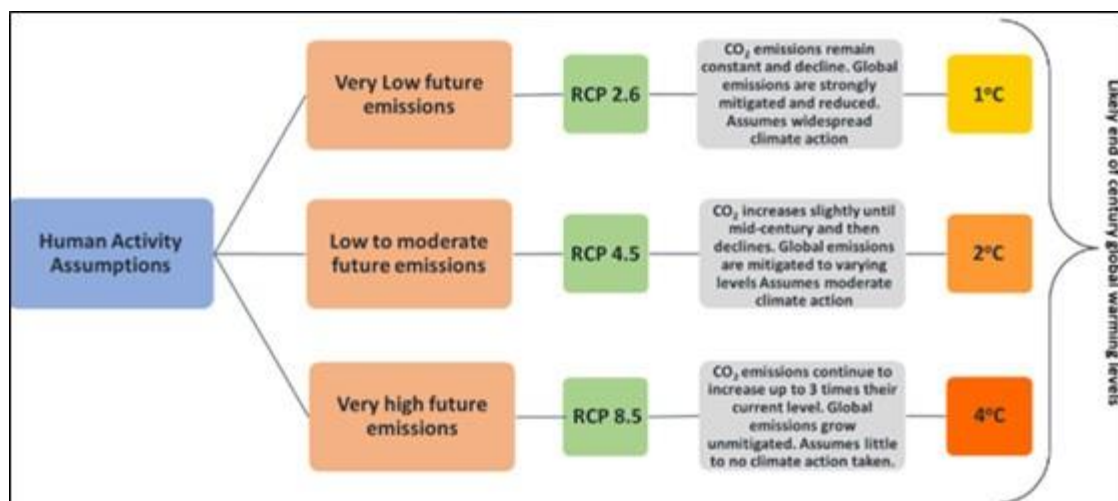 Human Activity
Assumptions
Very Low future
emissions
RCP 2.6
CO₂ emissions remain
constant and decline. Global
emissions are strongly
mitigated and reduced.
Assumes widespread
climate action
1°C
Low to moderate
future emissions
RCP 4.5
CO₂ increases slightly until
mid-century and then
declines. Global emissions
are mitigated to varying
levels Assumes moderate
climate action
2°C
Very high future
emissions
RCP 8.5
CO₂ emissions continue to
increase up to 3 times their
current level. Global
emissions grow
unmitigated. Assumes little
to no climate action taken.
4°C
Likely end of century global warming levels